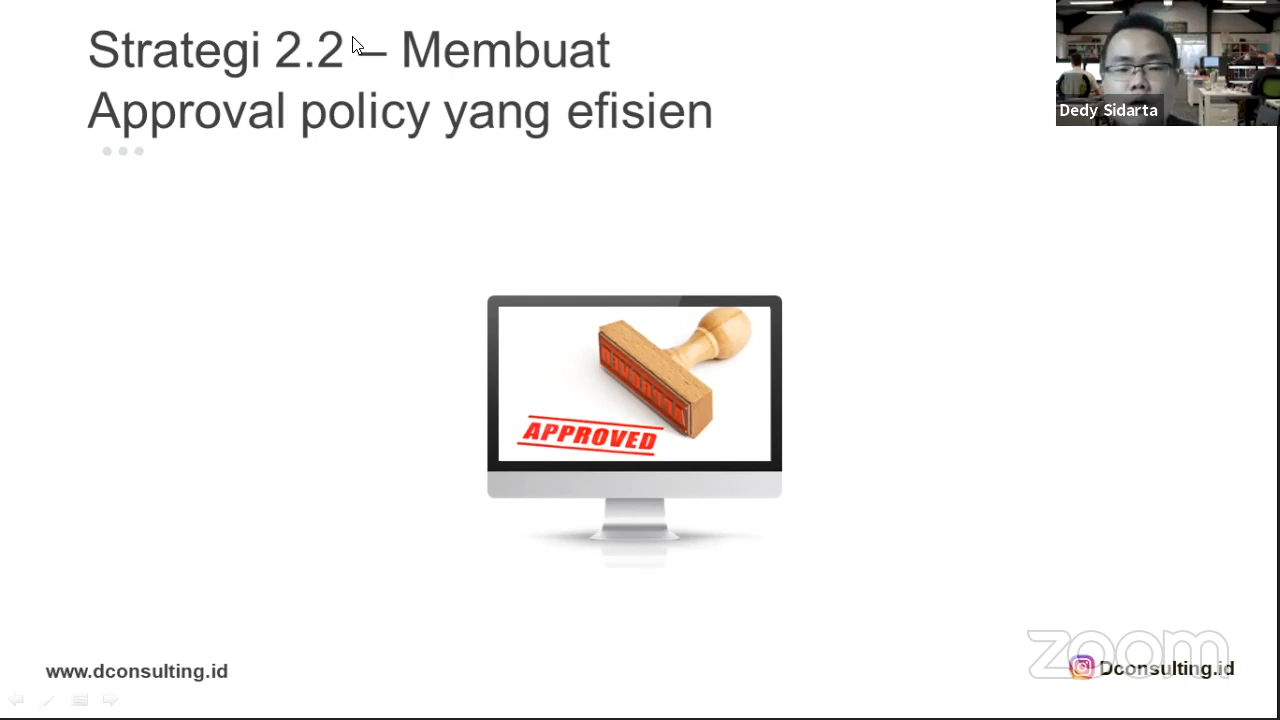 Strategi 2.2 – Membuat
Approval policy yang efisien
Dedy Sidarta
APPROVED
www.dconsulting.id
zoom
Dconsulting.id